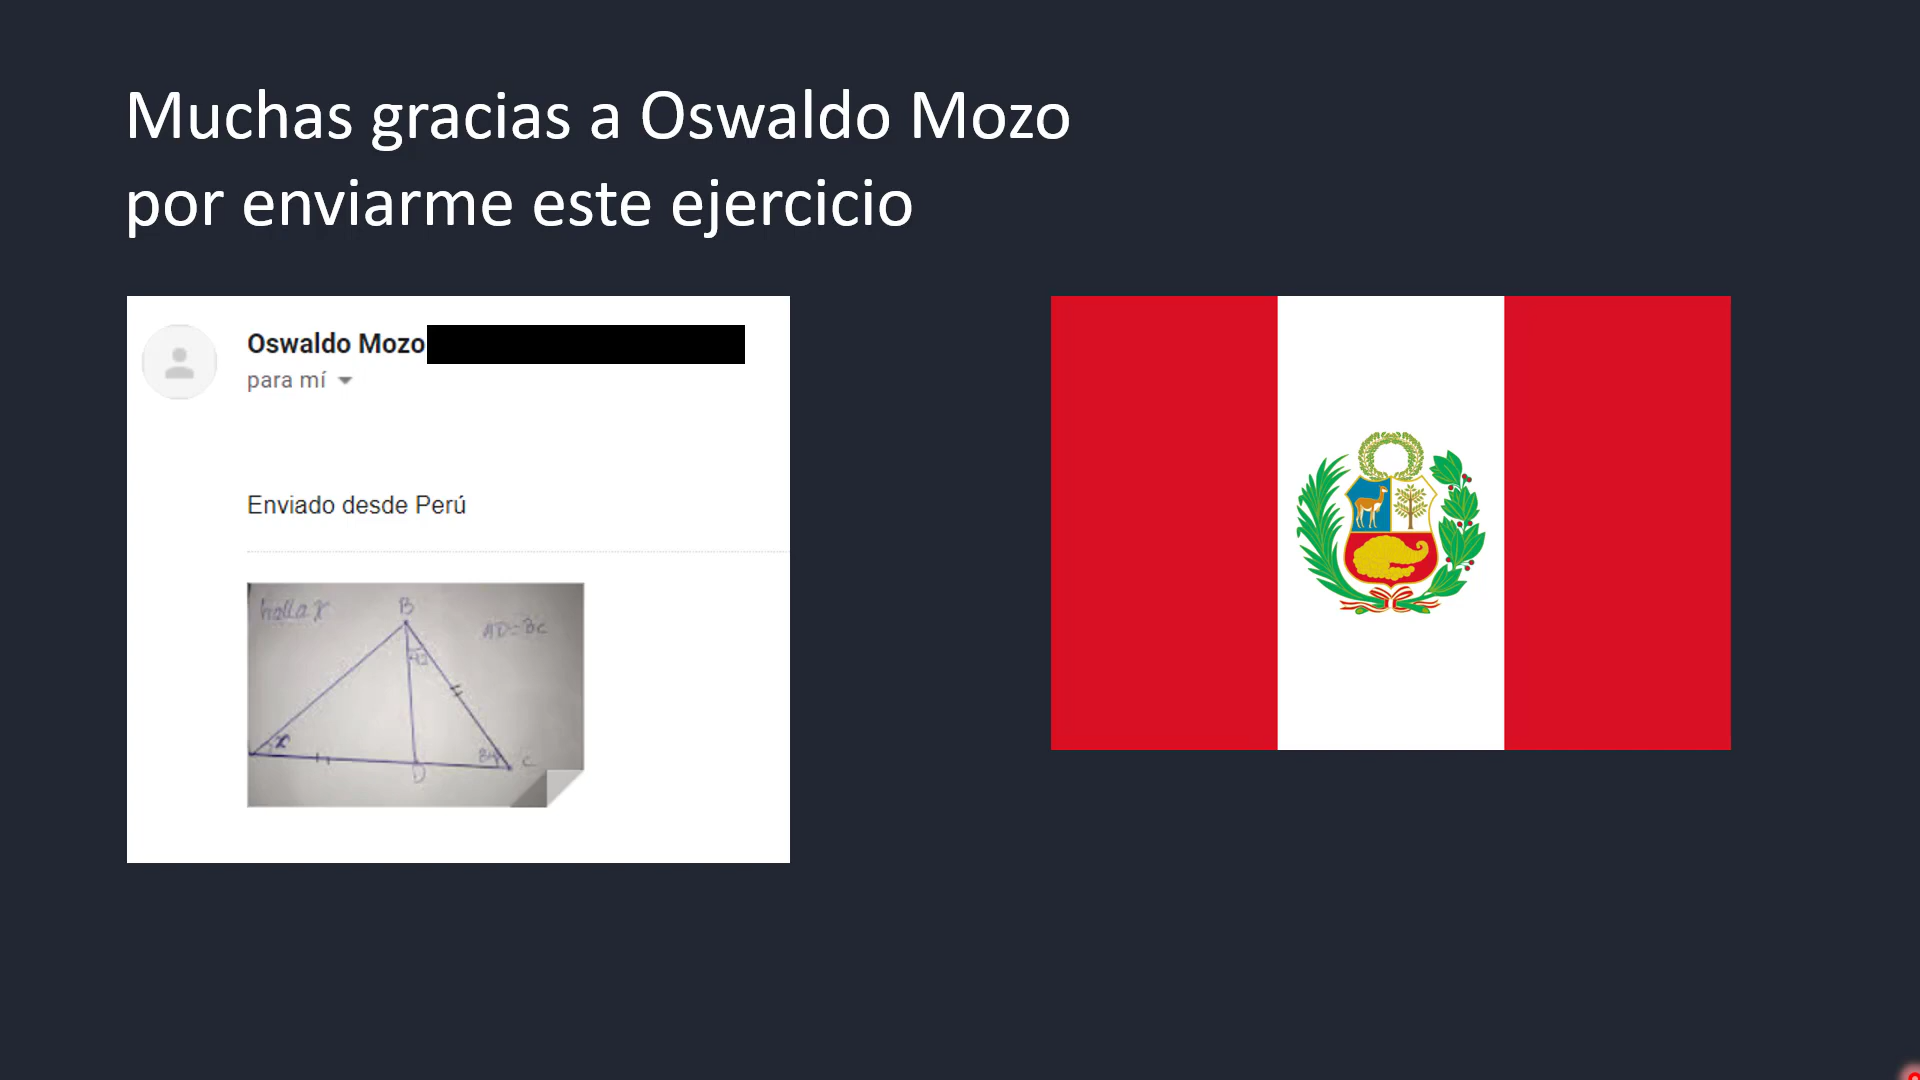 Muchas gracias a Oswaldo Mozo
por enviarme este ejercicio
Oswaldo Mozo
para mí
Enviado desde Perú
halla x
B
AD=BC
42
x
84
C
D